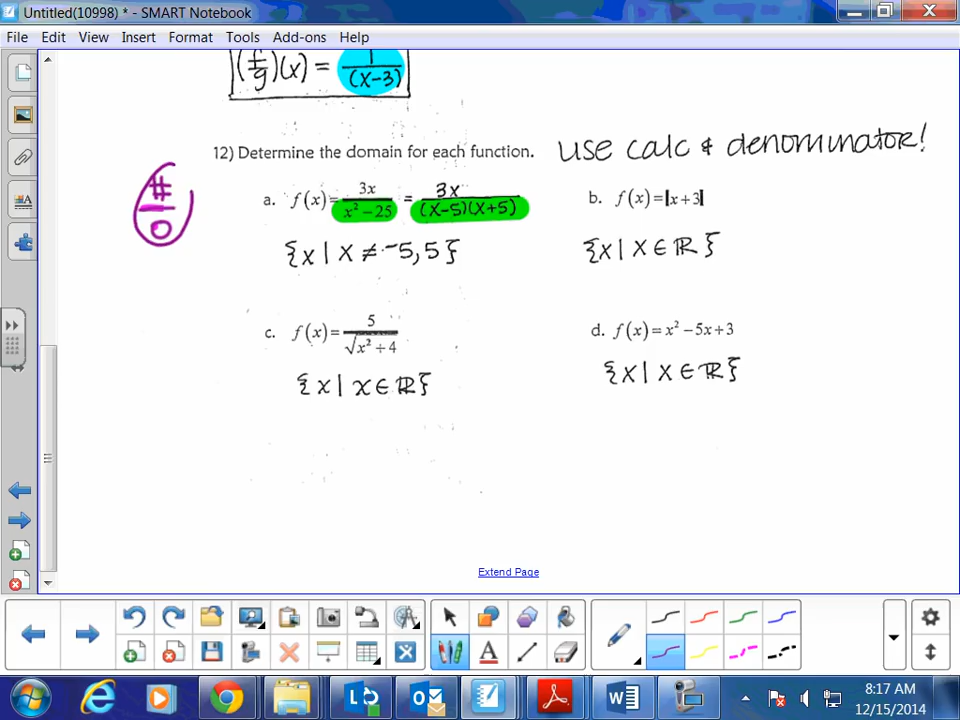 Untitled(10998) * - SMART Notebook
File Edit View Insert Format Tools Add-ons Help
(f/g)(x) = 1/(x-3)
12) Determine the domain for each function. USE CALC & DENOMINATOR!
#/0
a. f(x) = 3x/(x² − 25) = 3x/((x-5)(x+5))
b. f(x) = |x + 3|
{x | x ≠ -5, 5}
{x | x ∈ ℝ}
c. f(x) = 5/√(x² + 4)
d. f(x) = x² − 5x + 3
{x | x ∈ ℝ}
{x | x ∈ ℝ}
Extend Page
8:17 AM
12/15/2014